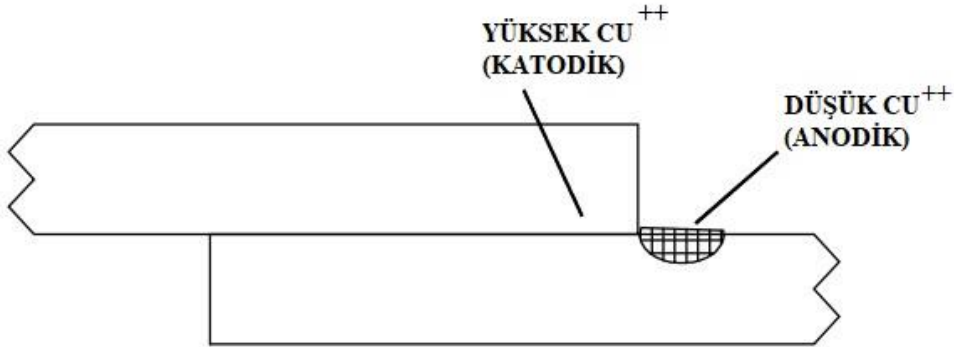 YÜKSEK CU ++
(KATODİK)
DÜŞÜK CU++
(ANODİK)